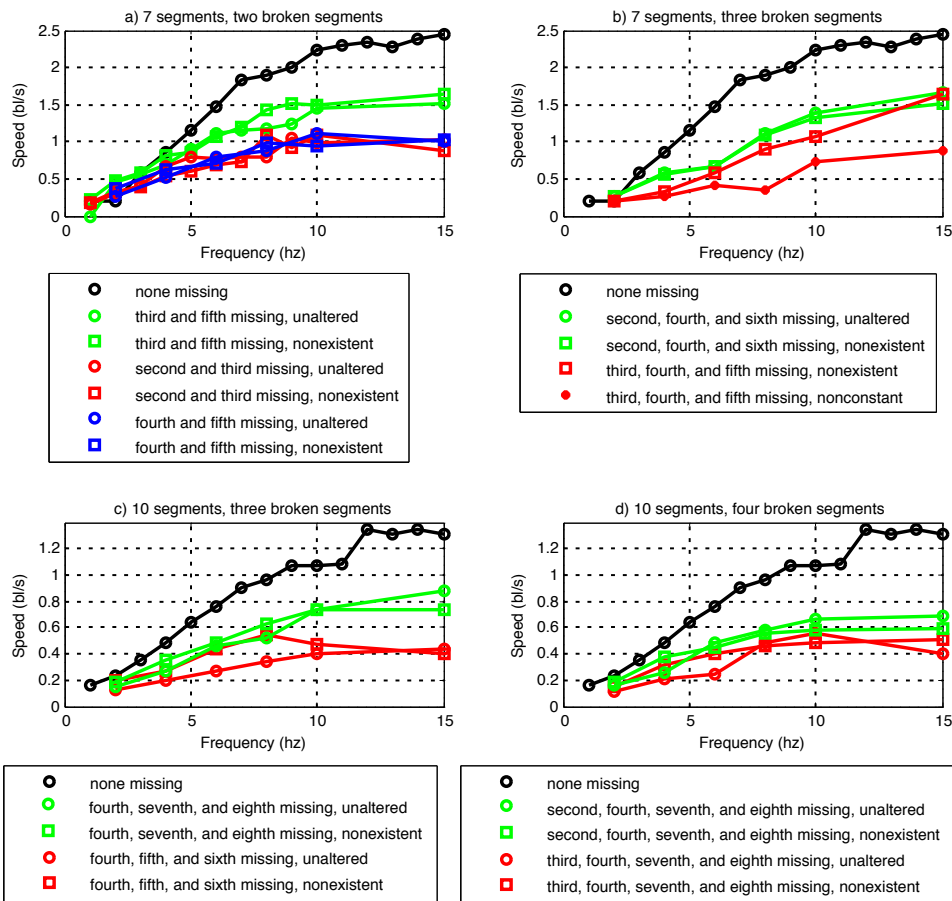 a) 7 segments, two broken segments
2.5
2
1.5
1
0.5
0
Speed (bl/s)
0
5
10
15
Frequency (hz)
none missing
third and fifth missing, unaltered
third and fifth missing, nonexistent
second and third missing, unaltered
second and third missing, nonexistent
fourth and fifth missing, unaltered
fourth and fifth missing, nonexistent
b) 7 segments, three broken segments
2.5
2
1.5
1
0.5
0
Speed (bl/s)
0
5
10
15
Frequency (hz)
none missing
second, fourth, and sixth missing, unaltered
second, fourth, and sixth missing, nonexistent
third, fourth, and fifth missing, nonexistent
third, fourth, and fifth missing, nonconstant
c) 10 segments, three broken segments
1.2
1
0.8
0.6
0.4
0.2
0
Speed (bl/s)
0
5
10
15
Frequency (hz)
none missing
fourth, seventh, and eighth missing, unaltered
fourth, seventh, and eighth missing, nonexistent
fourth, fifth, and sixth missing, unaltered
fourth, fifth, and sixth missing, nonexistent
d) 10 segments, four broken segments
1.2
1
0.8
0.6
0.4
0.2
0
Speed (bl/s)
0
5
10
15
Frequency (hz)
none missing
second, fourth, seventh, and eighth missing, unaltered
second, fourth, seventh, and eighth missing, nonexistent
third, fourth, seventh, and eighth missing, unaltered
third, fourth, seventh, and eighth missing, nonexistent